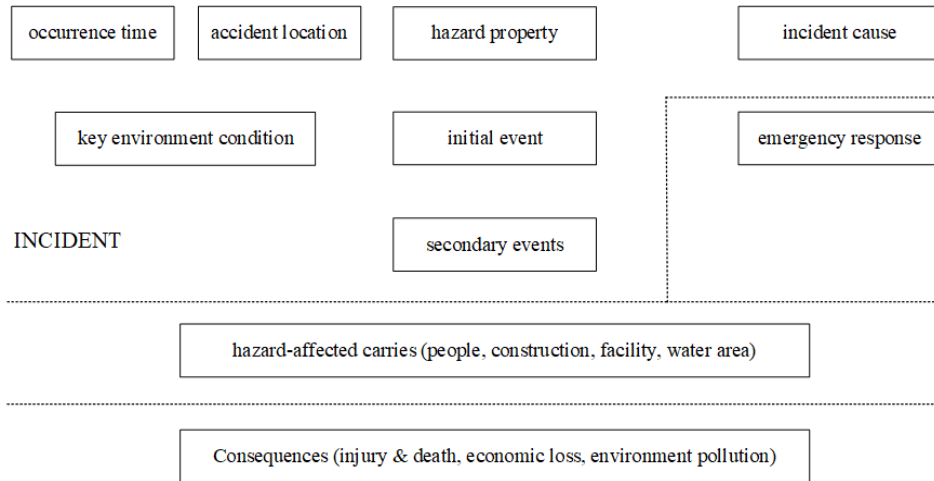 occurrence time
accident location
hazard property
incident cause
key environment condition
initial event
emergency response
INCIDENT
secondary events
hazard-affected carries (people, construction, facility, water area)
Consequences (injury & death, economic loss, environment pollution)